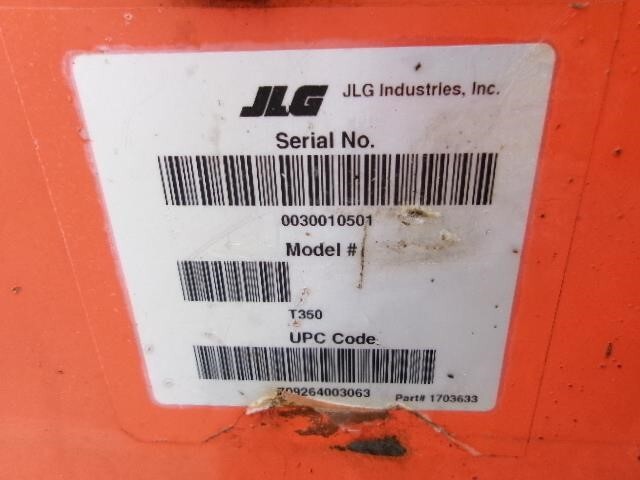 JLG JLG Industries, Inc.
Serial No.
0030010501
Model #
T350
UPC Code
709264003063
Part# 1703633